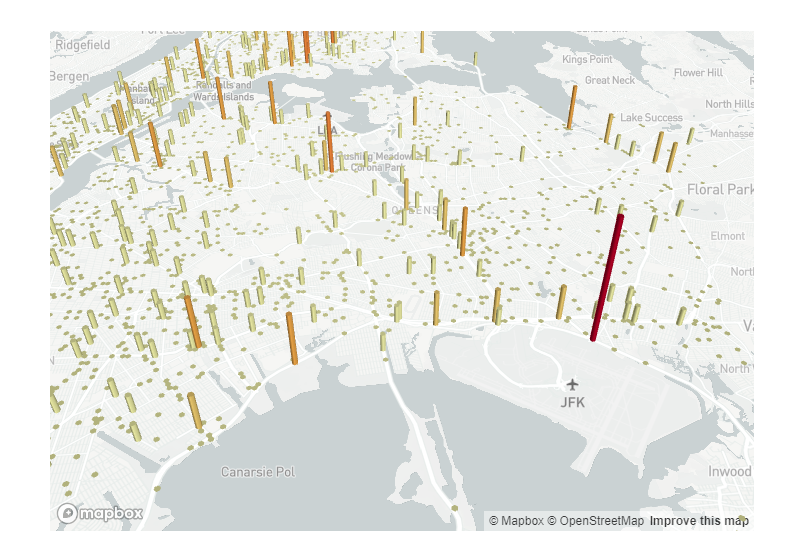 Ridgefield
Kings Point
Bergen
Great Neck
Flower Hill
Randalls and
Wards Islands
North Hills
Lake Success
Manhasset
Flushing Meadows
Corona Park
Floral Park
QUEENS
Elmont
JFK
North W
Canarsie Pol
Inwood
mapbox
© Mapbox © OpenStreetMap Improve this map